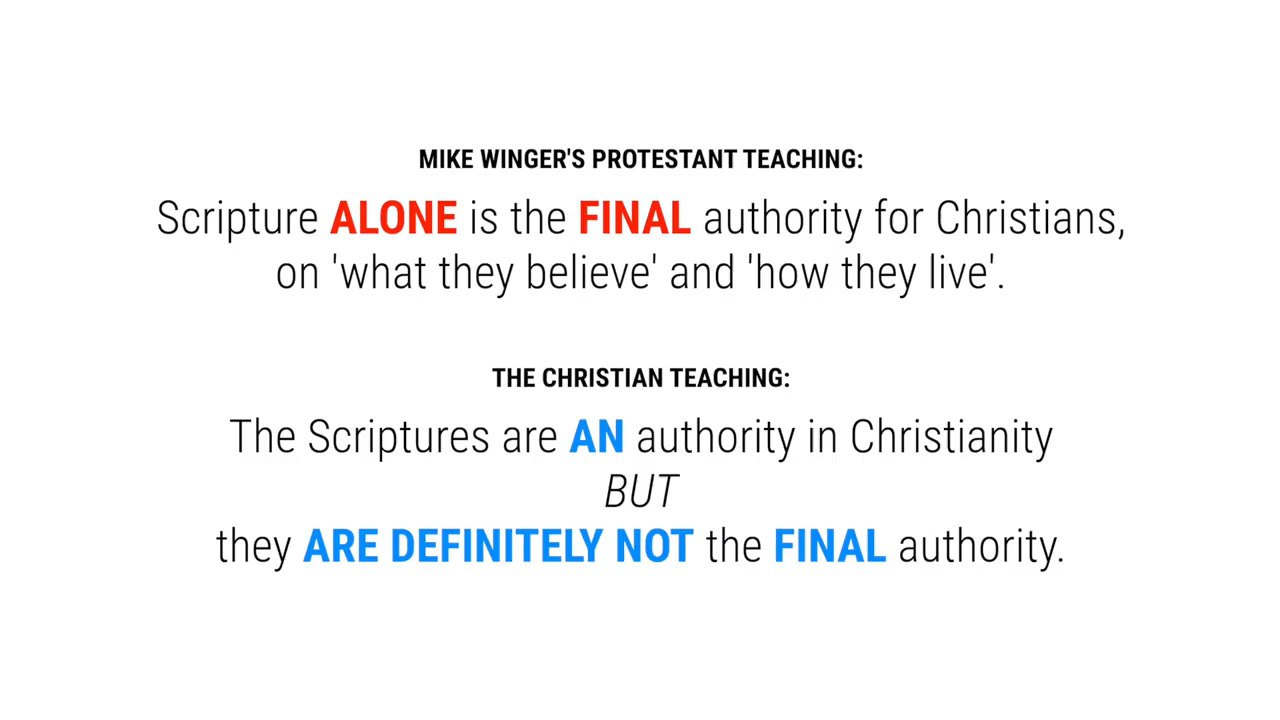 MIKE WINGER'S PROTESTANT TEACHING:
Scripture ALONE is the FINAL authority for Christians,
on 'what they believe' and 'how they live'.
THE CHRISTIAN TEACHING:
The Scriptures are AN authority in Christianity
BUT
they ARE DEFINITELY NOT the FINAL authority.